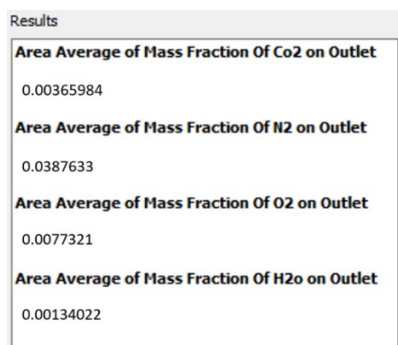 Results
Area Average of Mass Fraction Of Co2 on Outlet
0.00365984
Area Average of Mass Fraction Of N2 on Outlet
0.0387633
Area Average of Mass Fraction Of O2 on Outlet
0.0077321
Area Average of Mass Fraction Of H2o on Outlet
0.00134022